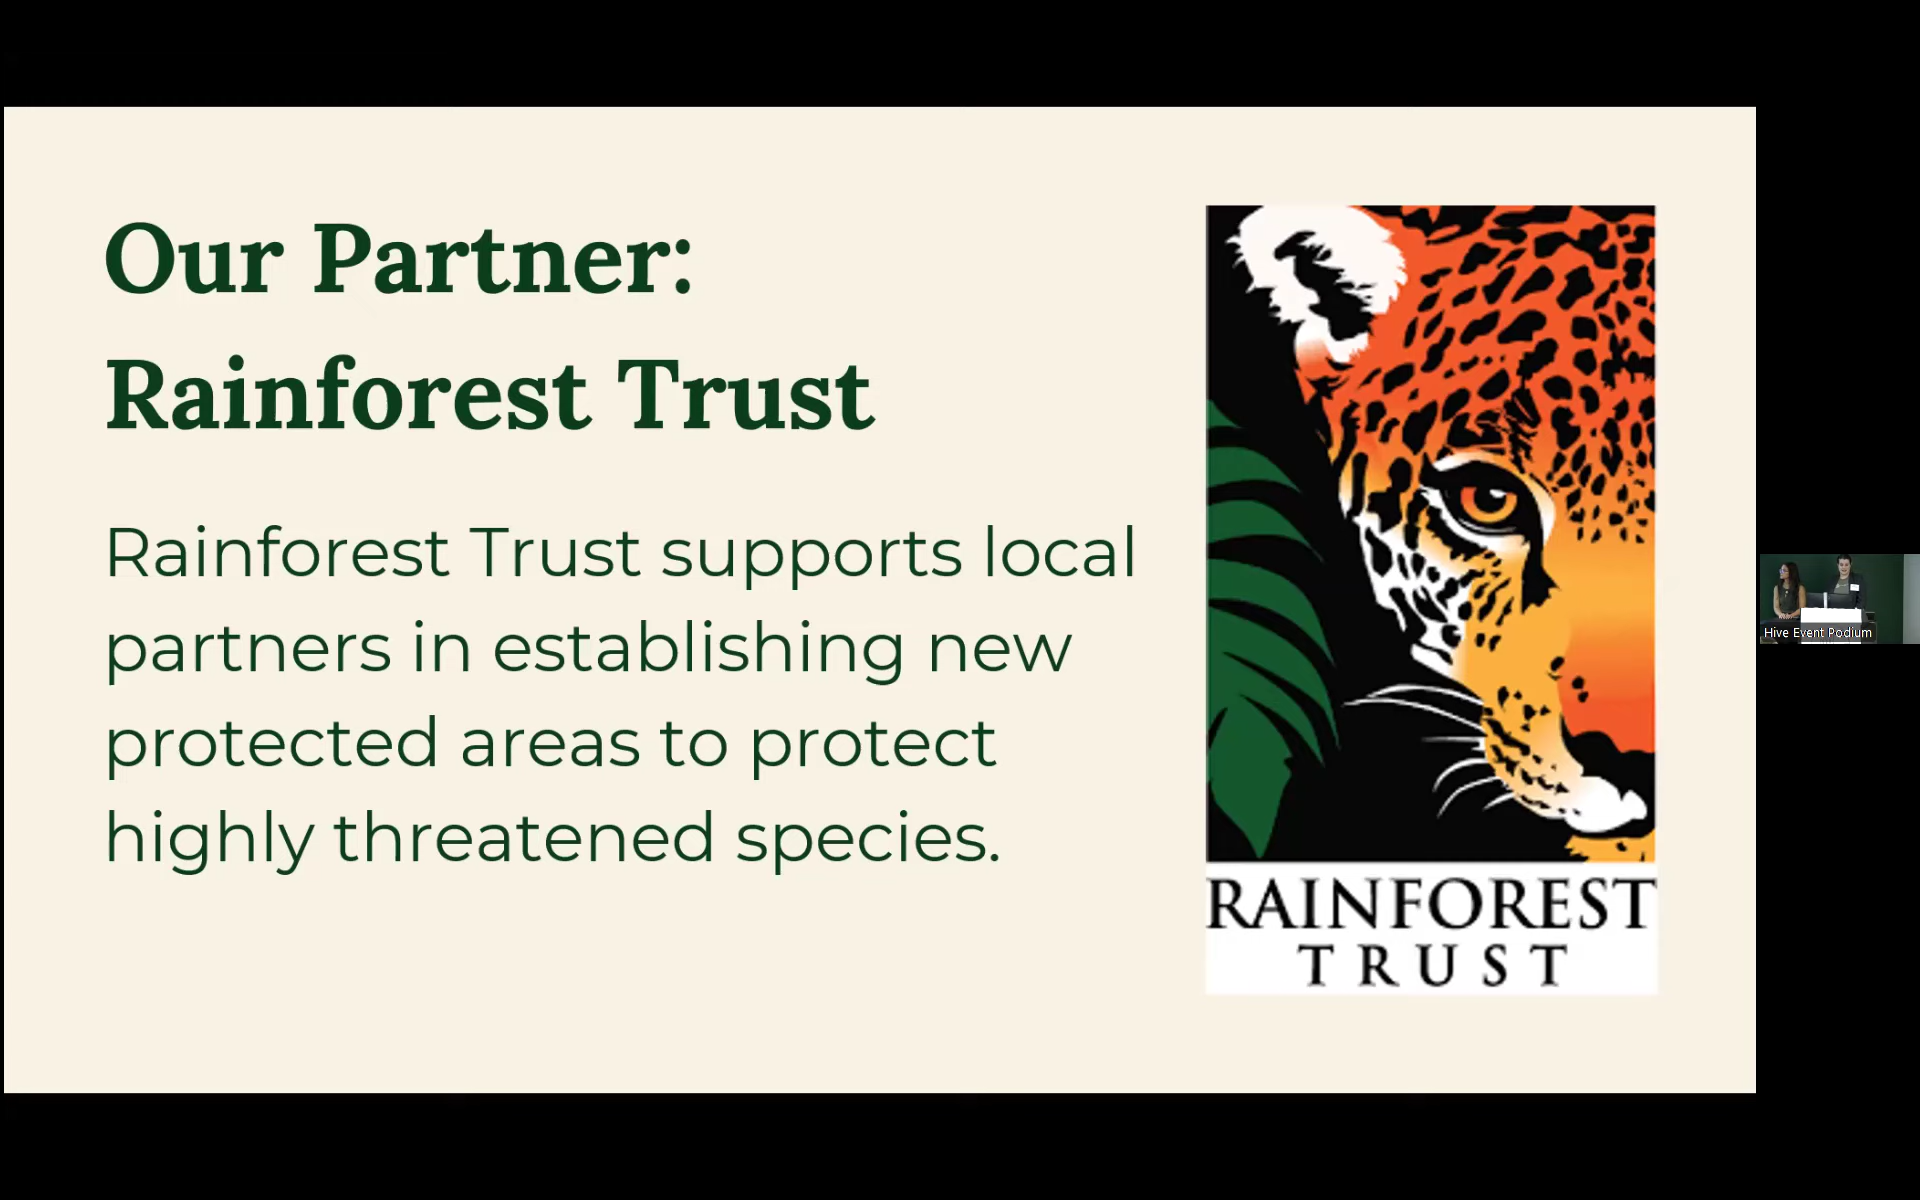 Our Partner:
Rainforest Trust
Rainforest Trust supports local
partners in establishing new
protected areas to protect
highly threatened species.
RAINFOREST
TRUST
Hive Event Podium